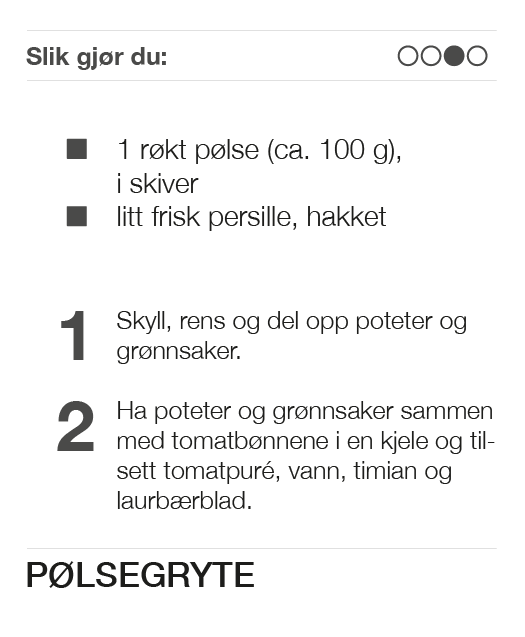 Slik gjør du:
1 røkt pølse (ca. 100 g),
i skiver
litt frisk persille, hakket
1 Skyll, rens og del opp poteter og
grønnsaker.
2 Ha poteter og grønnsaker sammen
med tomatbønnene i en kjele og til-
sett tomatpuré, vann, timian og
laurbærblad.
PØLSEGRYTE